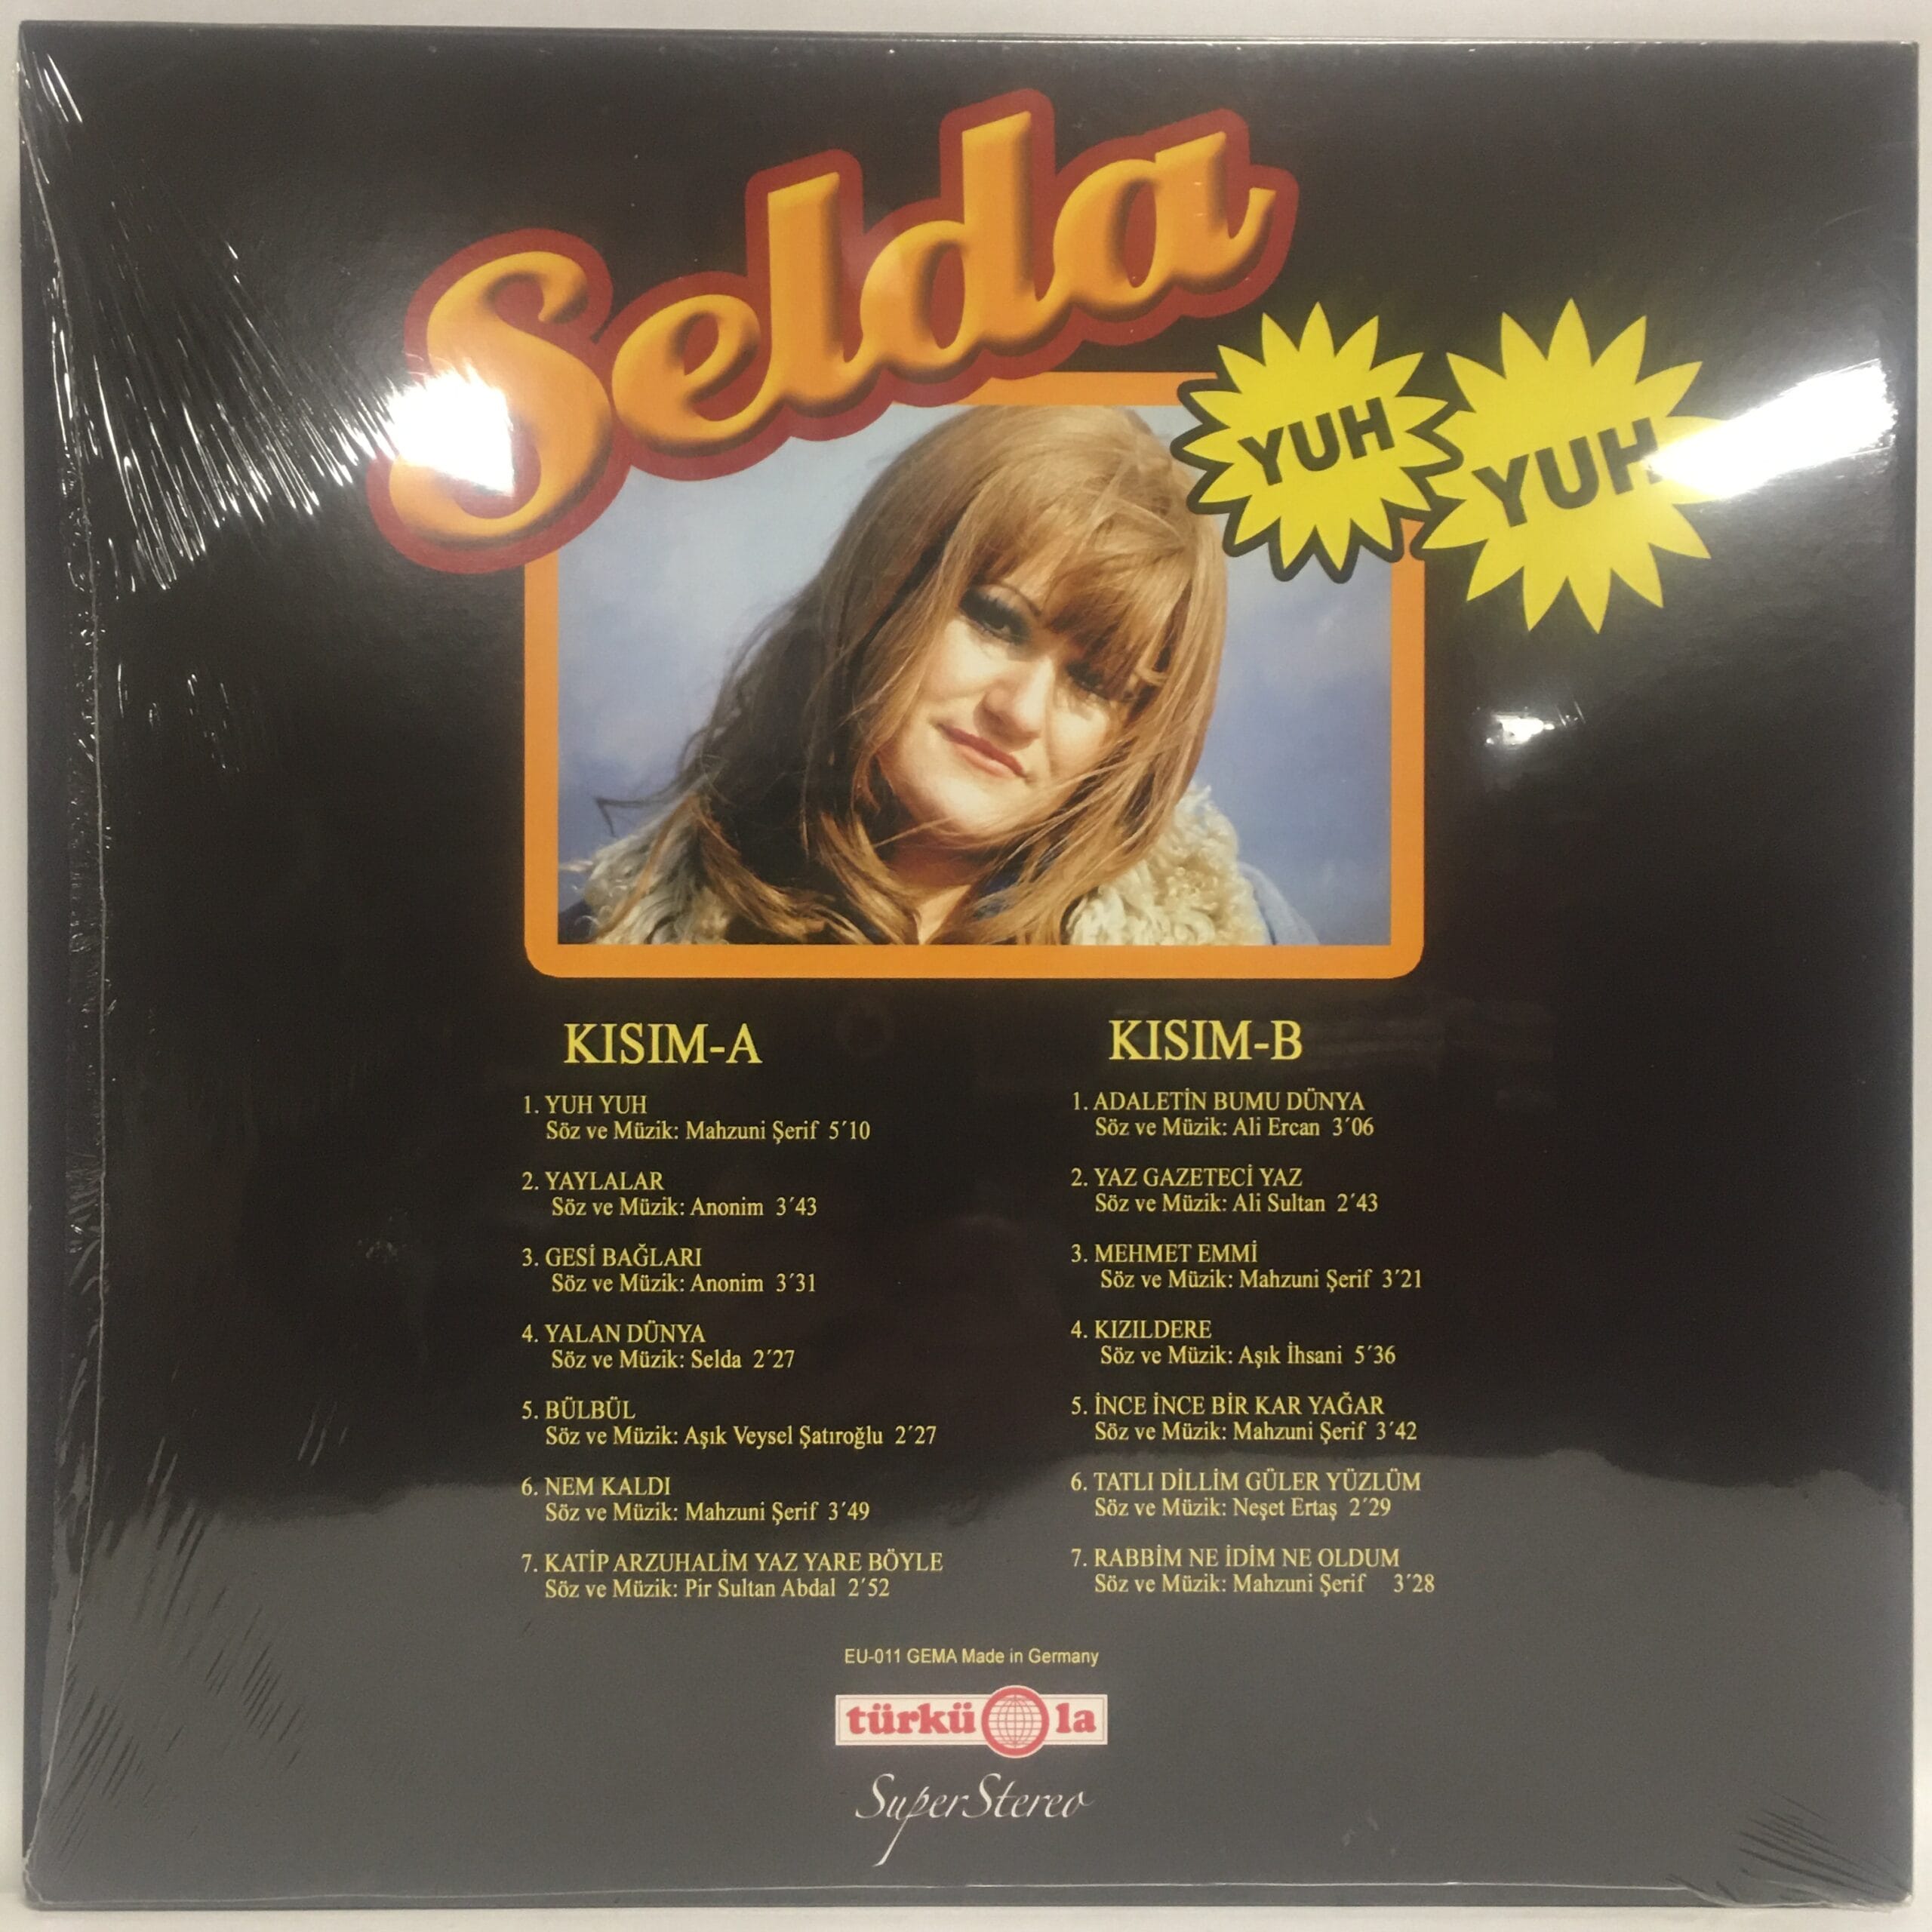 Selda
YUH
YUH
KISIM-A
1. YUH YUH
Söz ve Müzik: Mahzuni Şerif 5´10
2. YAYLALAR
Söz ve Müzik: Anonim 3´43
3. GESİ BAĞLARI
Söz ve Müzik: Anonim 3´31
4. YALAN DÜNYA
Söz ve Müzik: Selda 2´27
5. BÜLBÜL
Söz ve Müzik: Aşık Veysel Şatıroğlu 2´27
6. NEM KALDI
Söz ve Müzik: Mahzuni Şerif 3´49
7. KATİP ARZUHALİM YAZ YARE BÖYLE
Söz ve Müzik: Pir Sultan Abdal 2´52
KISIM-B
1. ADALETİN BUMU DÜNYA
Söz ve Müzik: Ali Ercan 3´06
2. YAZ GAZETECİ YAZ
Söz ve Müzik: Ali Sultan 2´43
3. MEHMET EMMİ
Söz ve Müzik: Mahzuni Şerif 3´21
4. KIZILDERE
Söz ve Müzik: Aşık İhsani 5´36
5. İNCE İNCE BİR KAR YAĞAR
Söz ve Müzik: Mahzuni Şerif 3´42
6. TATLI DİLLİM GÜLER YÜZLÜM
Söz ve Müzik: Neşet Ertaş 2´29
7. RABBİM NE İDİM NE OLDUM
Söz ve Müzik: Mahzuni Şerif 3´28
EU-011 GEMA Made in Germany
türkü la
Super Stereo